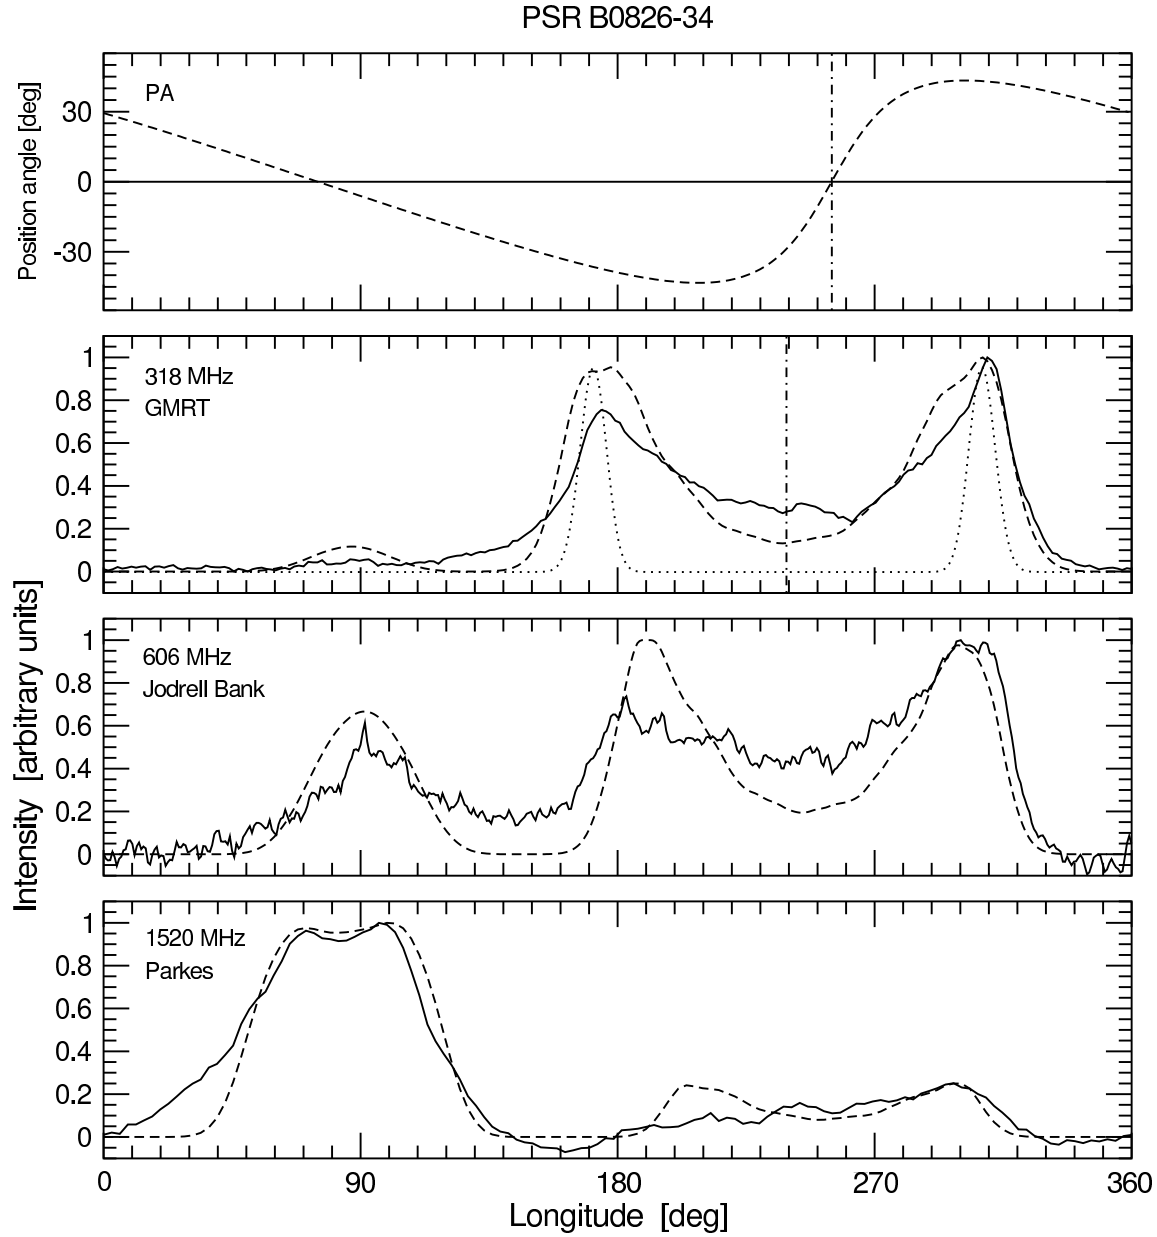 PSR B0826-34
PA
Position angle [deg]
30
0
-30
318 MHz
GMRT
1
0.8
0.6
0.4
0.2
0
606 MHz
Jodrell Bank
1
0.8
0.6
0.4
0.2
0
Intensity [arbitrary units]
1520 MHz
Parkes
1
0.8
0.6
0.4
0.2
0
0 90 180 270 360
Longitude [deg]